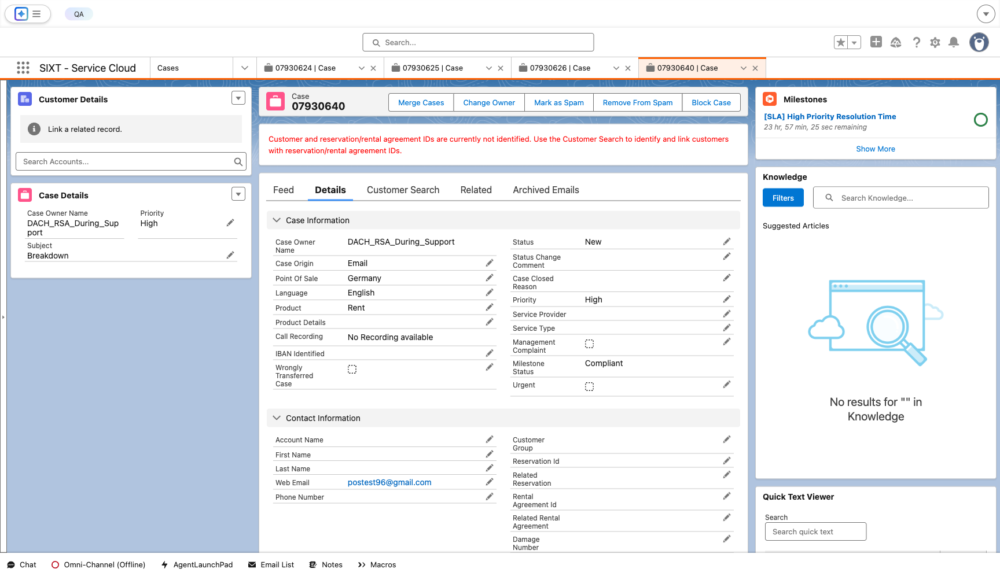 QA
Search...
SIXT - Service Cloud
Cases
07930624 | Case
07930625 | Case
07930626 | Case
07930640 | Case
Customer Details
Link a related record.
Search Accounts...
Case Details
Case Owner Name
DACH_RSA_During_Sup
port
Priority
High
Subject
Breakdown
Case
07930640
Merge Cases
Change Owner
Mark as Spam
Remove From Spam
Block Case
Customer and reservation/rental agreement IDs are currently not identified. Use the Customer Search to identify and link customers
with reservation/rental agreement IDs.
Feed
Details
Customer Search
Related
Archived Emails
Case Information
Case Owner
Name
DACH_RSA_During_Support
Case Origin
Email
Point Of Sale
Germany
Language
English
Product
Rent
Product Details
Call Recording
No Recording available
IBAN Identified
Wrongly
Transferred
Case
Status
New
Status Change
Comment
Case Closed
Reason
Priority
High
Service Provider
Service Type
Management
Complaint
Milestone
Status
Compliant
Urgent
Contact Information
Account Name
First Name
Last Name
Web Email
postest96@gmail.com
Phone Number
Customer
Group
Reservation Id
Related
Reservation
Rental
Agreement Id
Related Rental
Agreement
Damage
Number
Milestones
[SLA] High Priority Resolution Time
23 hr, 57 min, 25 sec remaining
Show More
Knowledge
Filters
Search Knowledge...
Suggested Articles
No results for "" in
Knowledge
Quick Text Viewer
Search
Search quick text
Chat
Omni-Channel (Offline)
AgentLaunchPad
Email List
Notes
Macros